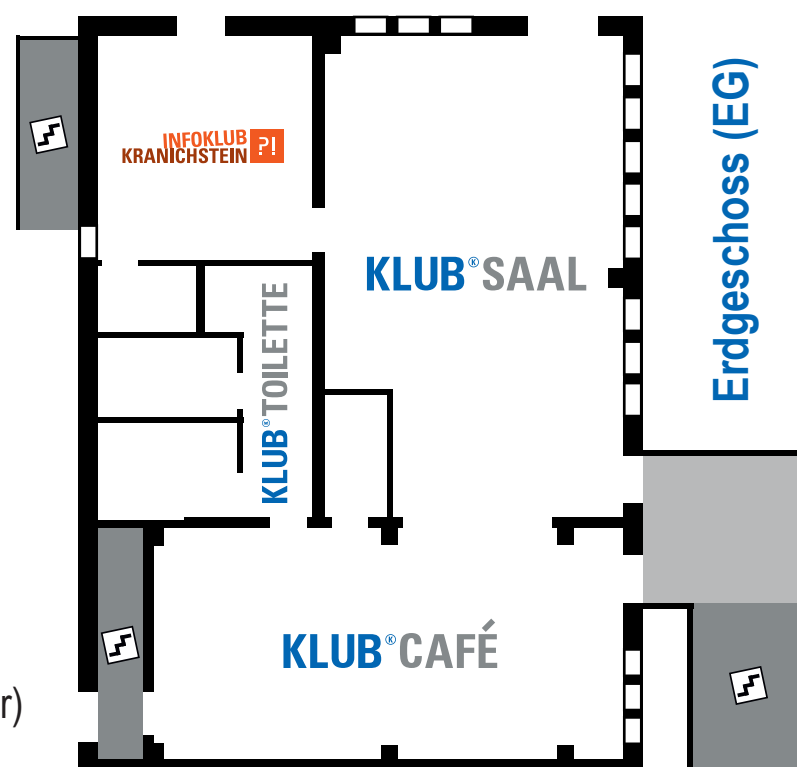 INFOKLUB
KRANICHSTEIN ?!
KLUB®SAAL
Erdgeschoss (EG)
KLUB®TOILETTE
KLUB®CAFÉ
r)